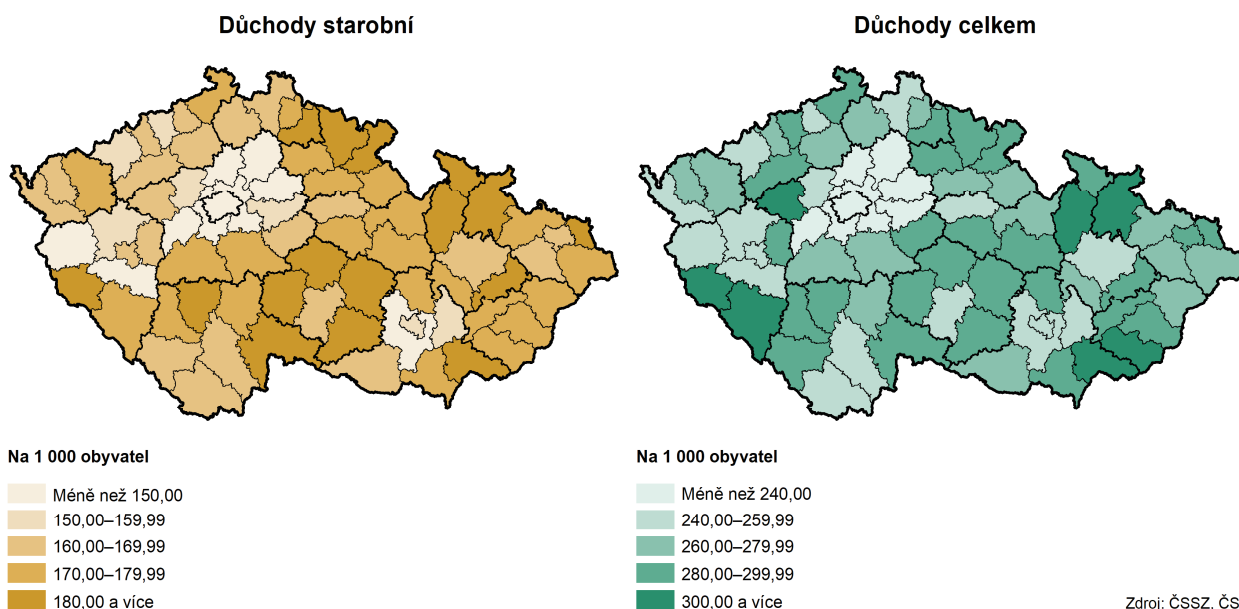 Důchody starobní
Důchody celkem
Na 1 000 obyvatel
Méně než 150,00
150,00–159,99
160,00–169,99
170,00–179,99
180,00 a více
Na 1 000 obyvatel
Méně než 240,00
240,00–259,99
260,00–279,99
280,00–299,99
300,00 a více
Zdroj: ČSSZ, ČS